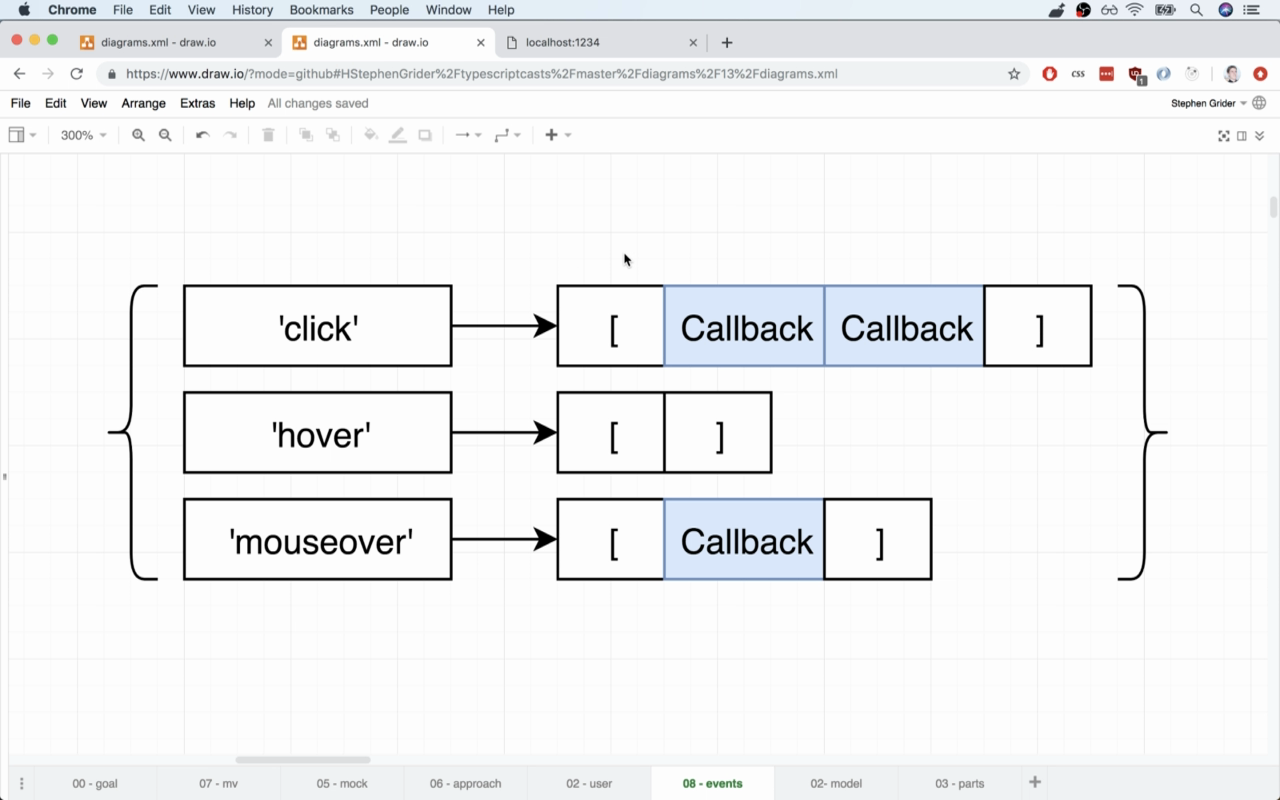 Chrome File Edit View History Bookmarks People Window Help
diagrams.xml - draw.io diagrams.xml - draw.io localhost:1234
https://www.draw.io/?mode=github#HStephenGrider%2Ftypescriptcasts%2Fmaster%2Fdiagrams%2F13%2Fdiagrams.xml css 1
File Edit View Arrange Extras Help All changes saved Stephen Grider
300%
'click' [ Callback Callback ]
'hover' [ ]
'mouseover' [ Callback ]
00 - goal 07 - mv 05 - mock 06 - approach 02 - user 08 - events 02- model 03 - parts